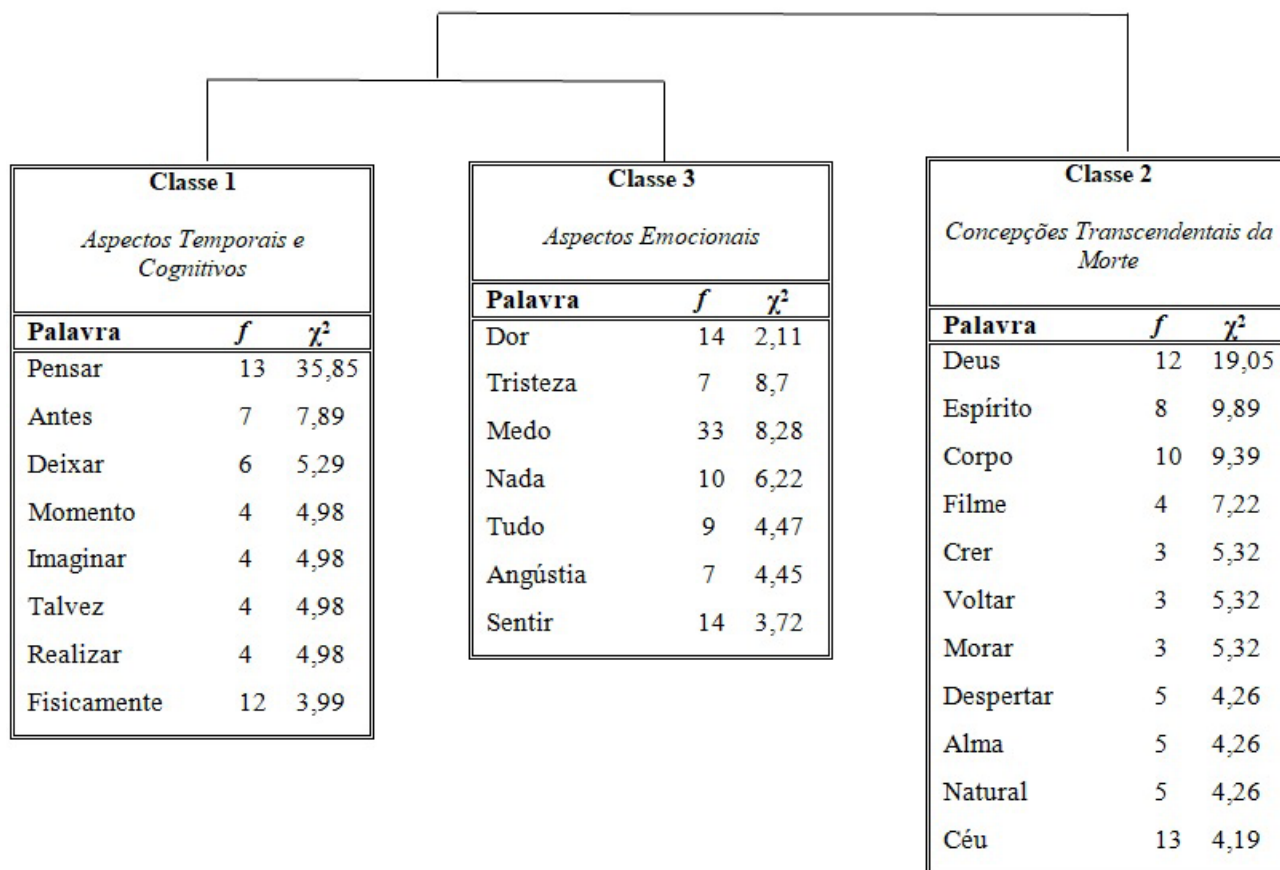 Classe 1
Aspectos Temporais e
Cognitivos
Palavra f χ²
Pensar 13 35,85
Antes 7 7,89
Deixar 6 5,29
Momento 4 4,98
Imaginar 4 4,98
Talvez 4 4,98
Realizar 4 4,98
Fisicamente 12 3,99
Classe 3
Aspectos Emocionais
Palavra f χ²
Dor 14 2,11
Tristeza 7 8,7
Medo 33 8,28
Nada 10 6,22
Tudo 9 4,47
Angústia 7 4,45
Sentir 14 3,72
Classe 2
Concepções Transcendentais da
Morte
Palavra f χ²
Deus 12 19,05
Espírito 8 9,89
Corpo 10 9,39
Filme 4 7,22
Crer 3 5,32
Voltar 3 5,32
Morar 3 5,32
Despertar 5 4,26
Alma 5 4,26
Natural 5 4,26
Céu 13 4,19